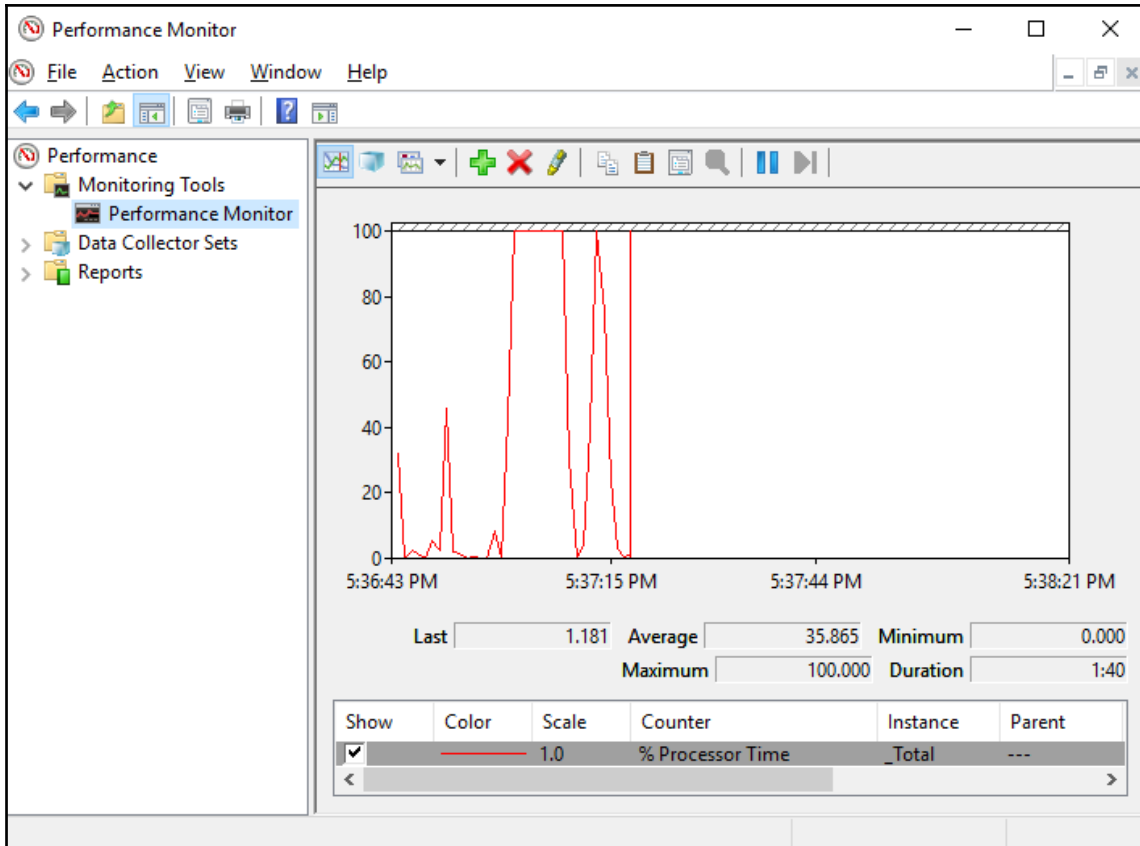 Performance Monitor
File Action View Window Help
Performance
Monitoring Tools
Performance Monitor
Data Collector Sets
Reports
100
80
60
40
20
0
5:36:43 PM 5:37:15 PM 5:37:44 PM 5:38:21 PM
Last 1.181 Average 35.865 Minimum 0.000
Maximum 100.000 Duration 1:40
Show Color Scale Counter Instance Parent
1.0 % Processor Time _Total ---